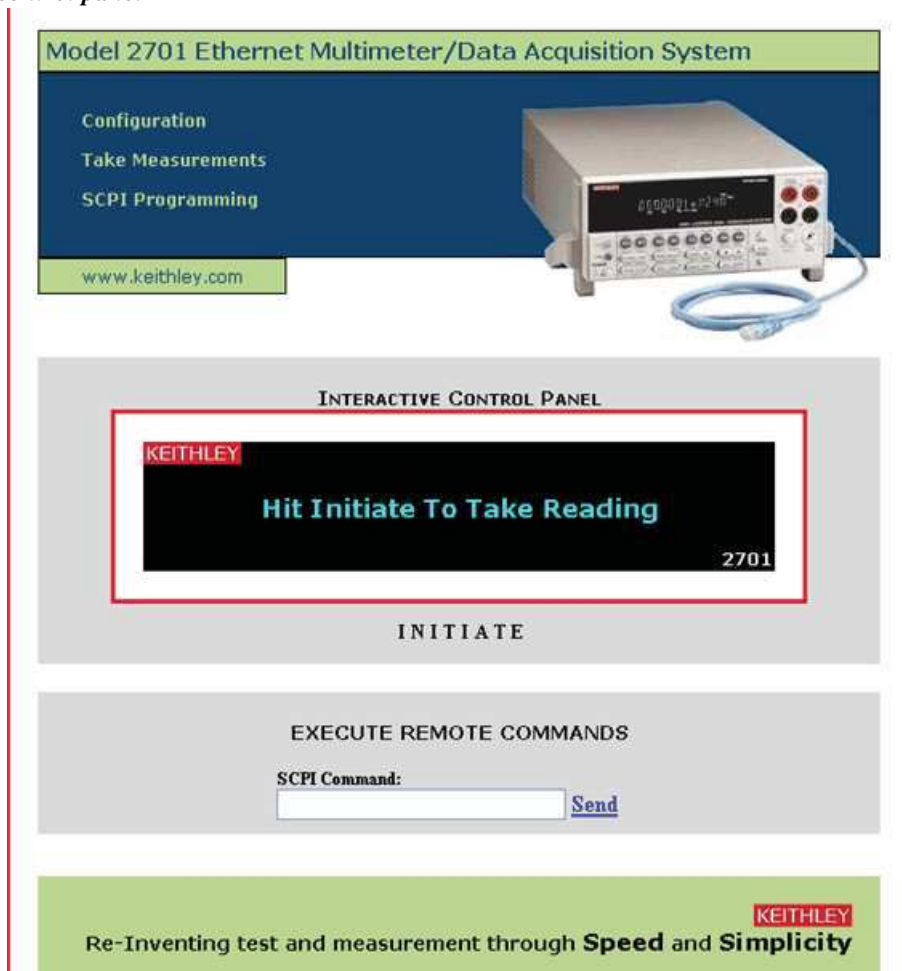 Model 2701 Ethernet Multimeter/Data Acquisition System
Configuration
Take Measurements
SCPI Programming
www.keithley.com
INTERACTIVE CONTROL PANEL
KEITHLEY
Hit Initiate To Take Reading
2701
INITIATE
EXECUTE REMOTE COMMANDS
SCPI Command:
Send
KEITHLEY
Re-Inventing test and measurement through Speed and Simplicity